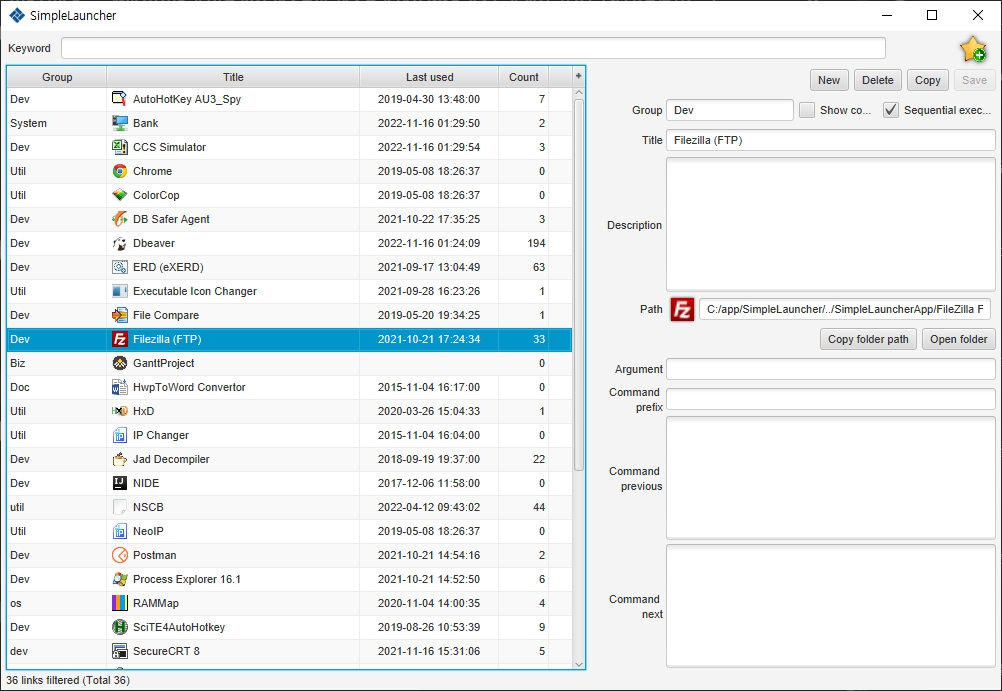 SimpleLauncher
Keyword
Group Title Last used Count +
Dev AutoHotKey AU3_Spy 2019-04-30 13:48:00 7
System Bank 2022-11-16 01:29:50 2
Dev CCS Simulator 2022-11-16 01:29:54 3
Util Chrome 2019-05-08 18:26:37 0
Util ColorCop 2019-05-08 18:26:37 0
Dev DB Safer Agent 2021-10-22 17:35:25 3
Dev Dbeaver 2022-11-16 01:24:09 194
Dev ERD (eXERD) 2021-09-17 13:04:49 63
Util Executable Icon Changer 2021-09-28 16:23:26 1
Dev File Compare 2019-05-20 19:34:25 1
Dev Filezilla (FTP) 2021-10-21 17:24:34 33
Biz GanttProject 0
Doc HwpToWord Convertor 2015-11-04 16:17:00 0
Util HxD 2020-03-26 15:04:33 1
Util IP Changer 2015-11-04 16:04:00 0
Dev Jad Decompiler 2018-09-19 19:37:00 22
Dev NIDE 2017-12-06 11:58:00 0
util NSCB 2022-04-12 09:43:02 44
Util NeoIP 2019-05-08 18:26:37 0
Dev Postman 2021-10-21 14:54:16 2
Dev Process Explorer 16.1 2021-10-21 14:52:50 6
os RAMMap 2020-11-04 14:00:35 4
Dev SciTE4AutoHotkey 2019-08-26 10:53:39 9
dev SecureCRT 8 2021-11-16 15:31:06 5
36 links filtered (Total 36)
New Delete Copy Save
Group Dev Show co... Sequential exec...
Title Filezilla (FTP)
Description
Path Fz C:/app/SimpleLauncher/../SimpleLauncherApp/FileZilla F
Copy folder path Open folder
Argument
Command
prefix
Command
previous
Command
next